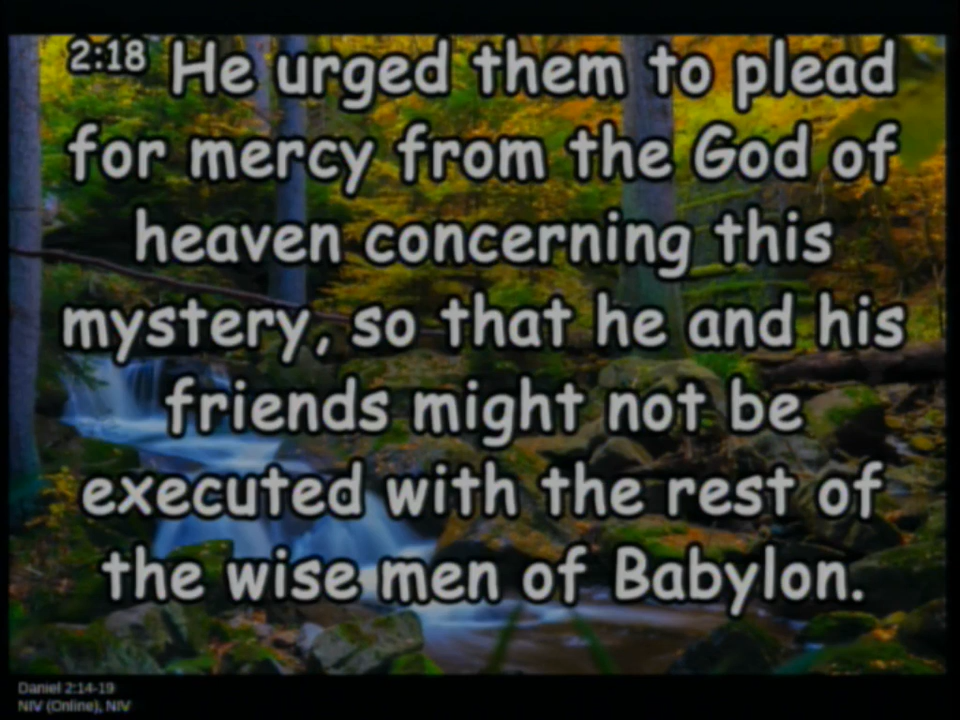 2:18 He urged them to plead
for mercy from the God of
heaven concerning this
mystery, so that he and his
friends might not be
executed with the rest of
the wise men of Babylon.
Daniel 2:14-19
NIV (Online), NIV